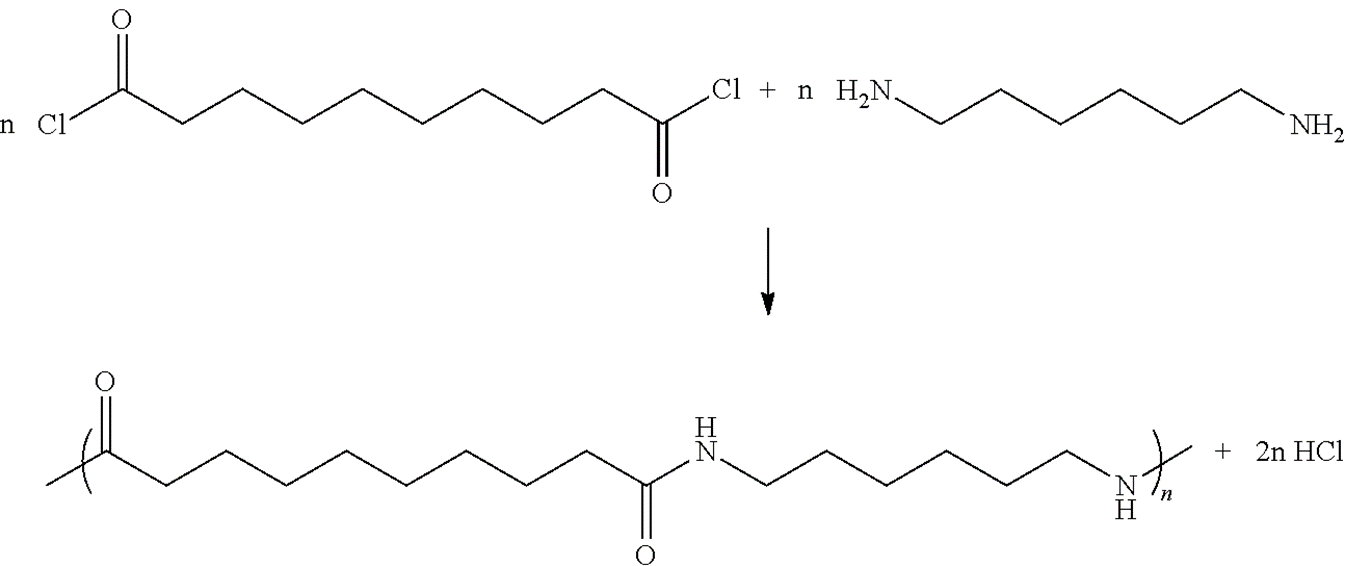 O
n Cl Cl + n H2N NH2
O
O
H
N
( )n + 2n HCl
N
H
O